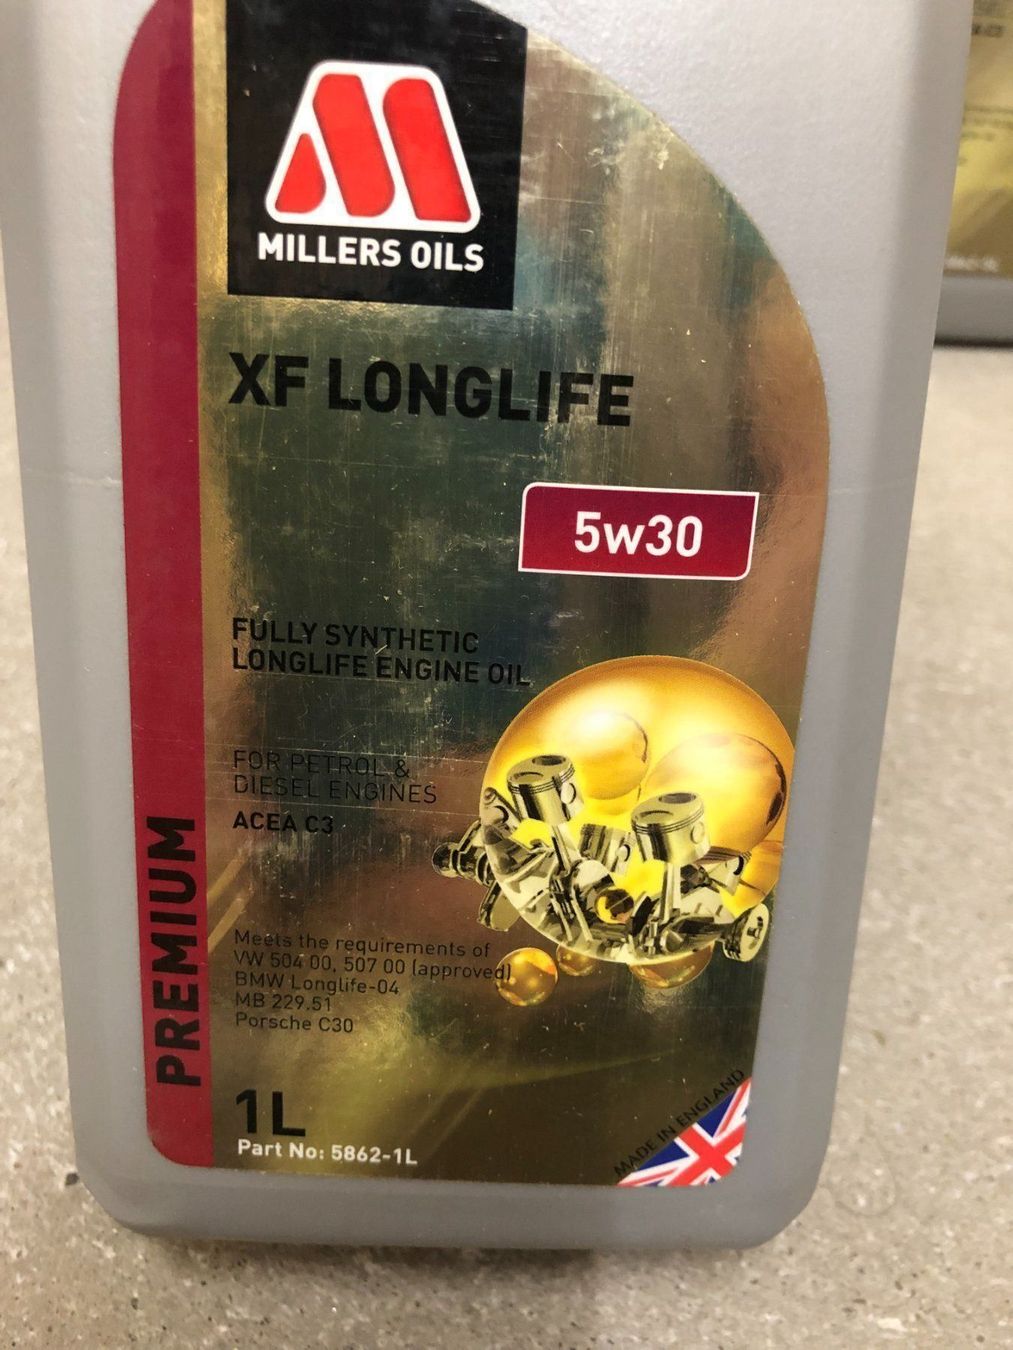 MILLERS OILS
XF LONGLIFE
5w30
FULLY SYNTHETIC
LONGLIFE ENGINE OIL
FOR PETROL &
DIESEL ENGINES
ACEA C3
Meets the requirements of
VW 504 00, 507 00 (approved)
BMW Longlife-04
MB 229.51
Porsche C30
PREMIUM
1L
Part No: 5862-1L
MADE IN ENGLAND